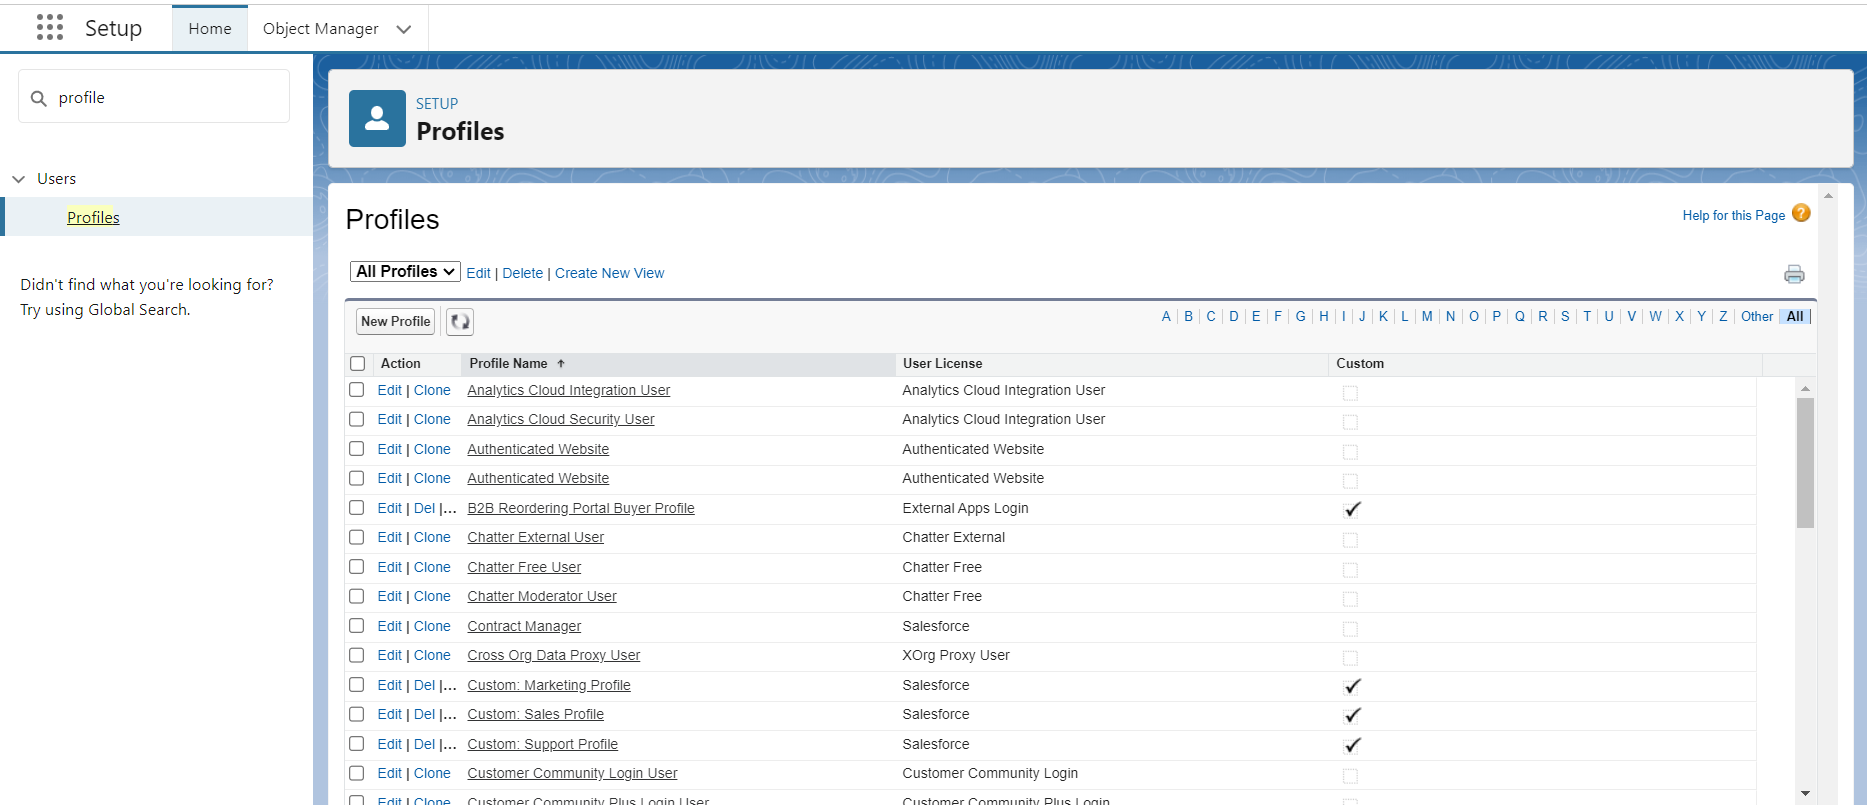 Setup Home Object Manager
profile
SETUP
Profiles
Users
Profiles
Didn't find what you're looking for?
Try using Global Search.
Profiles
Help for this Page ?
All Profiles Edit | Delete | Create New View
New Profile A | B | C | D | E | F | G | H | I | J | K | L | M | N | O | P | Q | R | S | T | U | V | W | X | Y | Z | Other | All
Action Profile Name ↑ User License Custom
Edit | Clone Analytics Cloud Integration User Analytics Cloud Integration User
Edit | Clone Analytics Cloud Security User Analytics Cloud Integration User
Edit | Clone Authenticated Website Authenticated Website
Edit | Clone Authenticated Website Authenticated Website
Edit | Del |... B2B Reordering Portal Buyer Profile External Apps Login
Edit | Clone Chatter External User Chatter External
Edit | Clone Chatter Free User Chatter Free
Edit | Clone Chatter Moderator User Chatter Free
Edit | Clone Contract Manager Salesforce
Edit | Clone Cross Org Data Proxy User XOrg Proxy User
Edit | Del |... Custom: Marketing Profile Salesforce
Edit | Del |... Custom: Sales Profile Salesforce
Edit | Del |... Custom: Support Profile Salesforce
Edit | Clone Customer Community Login User Customer Community Login
Edit | Clone Customer Community Plus Login User Customer Community Plus Login